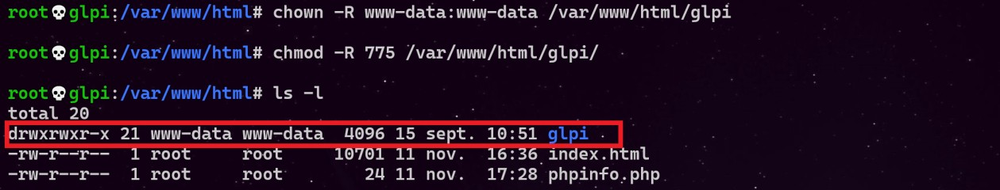 root💀glpi:/var/www/html# chown -R www-data:www-data /var/www/html/glpi
root💀glpi:/var/www/html# chmod -R 775 /var/www/html/glpi/
root💀glpi:/var/www/html# ls -l
total 20
drwxrwxr-x 21 www-data www-data  4096 15 sept. 10:51 glpi
-rw-r--r--  1 root     root     10701 11 nov.  16:36 index.html
-rw-r--r--  1 root     root        24 11 nov.  17:28 phpinfo.php